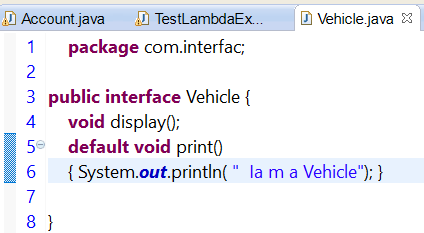 Account.java TestLambdaEx... Vehicle.java
1 package com.interfac;
2
3 public interface Vehicle {
4 void display();
5 default void print()
6 { System.out.println( "  Ia m a Vehicle"); }
7
8 }